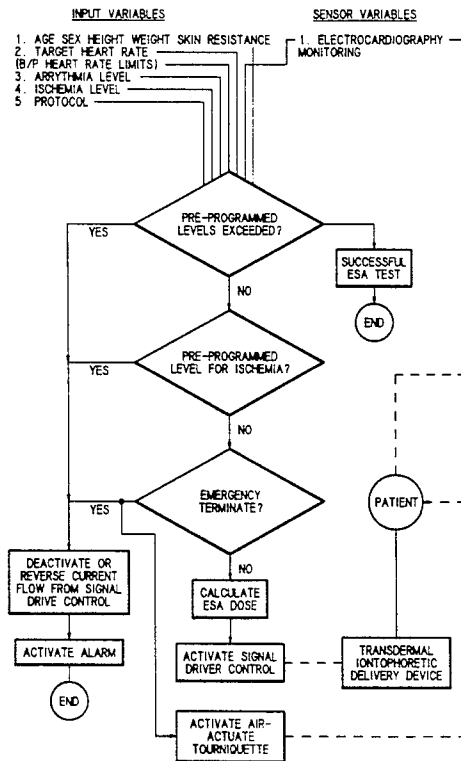 INPUT VARIABLES
SENSOR VARIABLES
1. AGE SEX HEIGHT WEIGHT SKIN RESISTANCE
2. TARGET HEART RATE
(B/P HEART RATE LIMITS)
3. ARRYTHMIA LEVEL
4. ISCHEMIA LEVEL
5 PROTOCOL
1. ELECTROCARDIOGRAPHY
MONITORING
PRE-PROGRAMMED
LEVELS EXCEEDED?
YES
SUCCESSFUL
ESA TEST
NO
END
PRE-PROGRAMMED
LEVEL FOR ISCHEMIA?
YES
NO
EMERGENCY
TERMINATE?
YES
PATIENT
NO
DEACTIVATE OR
REVERSE CURRENT
FLOW FROM SIGNAL
DRIVE CONTROL
CALCULATE
ESA DOSE
ACTIVATE ALARM
ACTIVATE SIGNAL
DRIVER CONTROL
TRANSDERMAL
IONTOPHORETIC
DELIVERY DEVICE
END
ACTIVATE AIR-
ACTUATE
TOURNIQUETTE